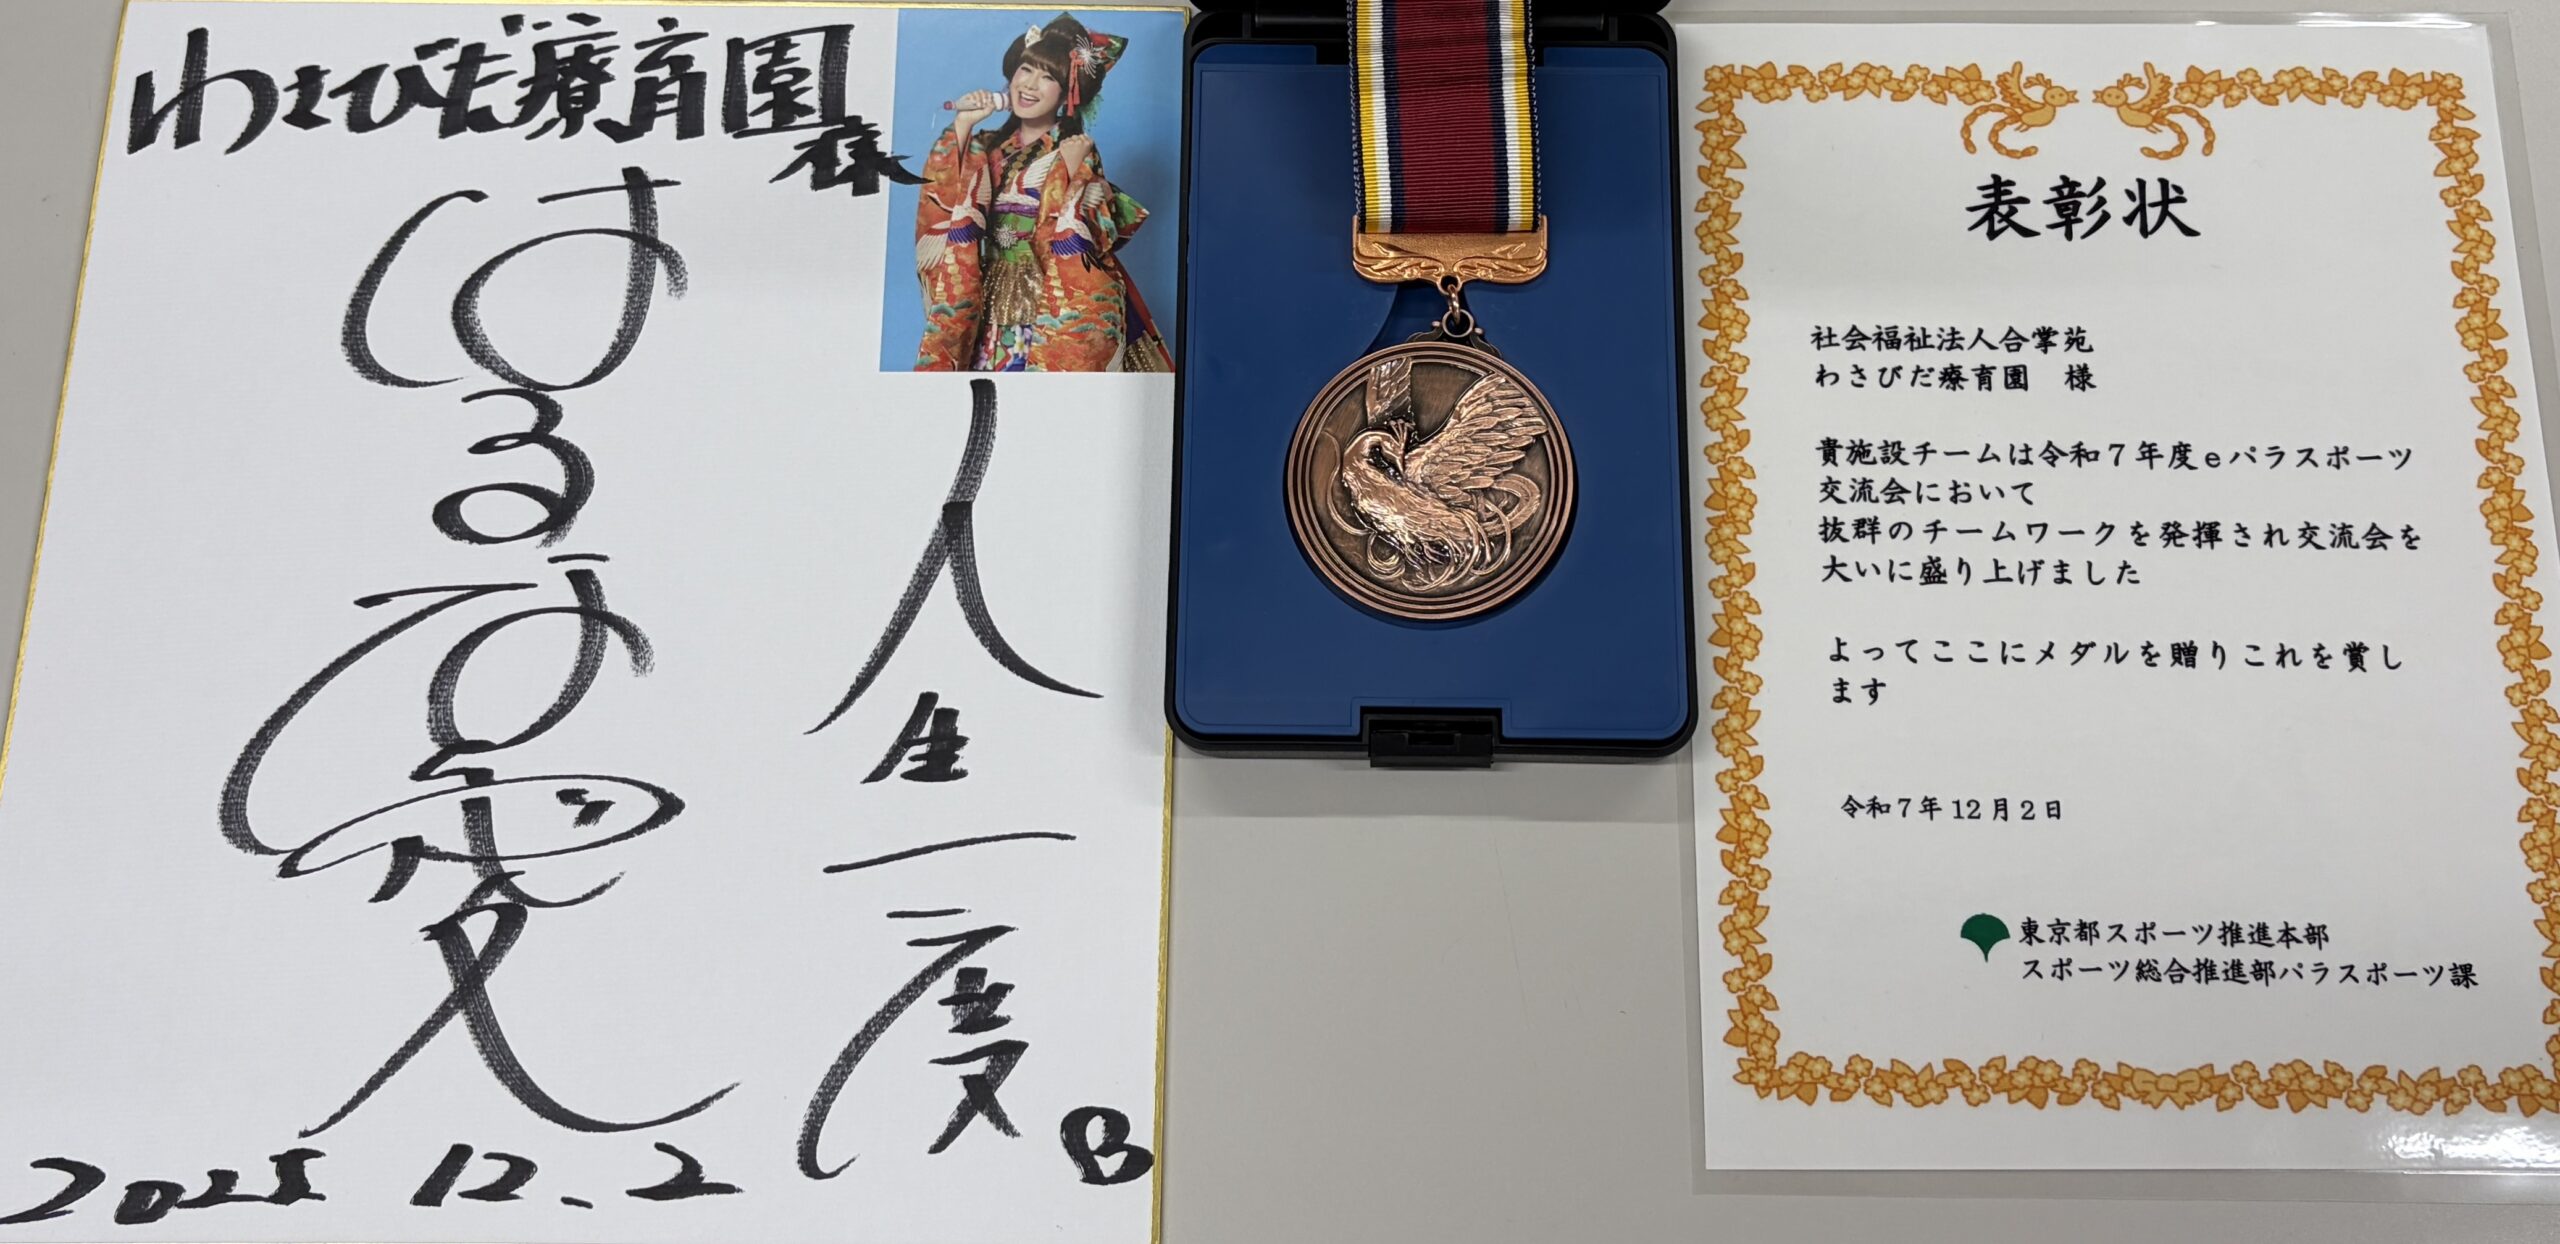 わさびだ療育園
様
はるな愛
人生一度
2025 12.2
表彰状
社会福祉法人合掌苑
わさびだ療育園　様
貴施設チームは令和７年度ｅパラスポーツ
交流会において
抜群のチームワークを発揮され交流会を
大いに盛り上げました
よってここにメダルを贈りこれを賞し
ます
令和７年12月２日
東京都スポーツ推進本部
スポーツ総合推進部パラスポーツ課